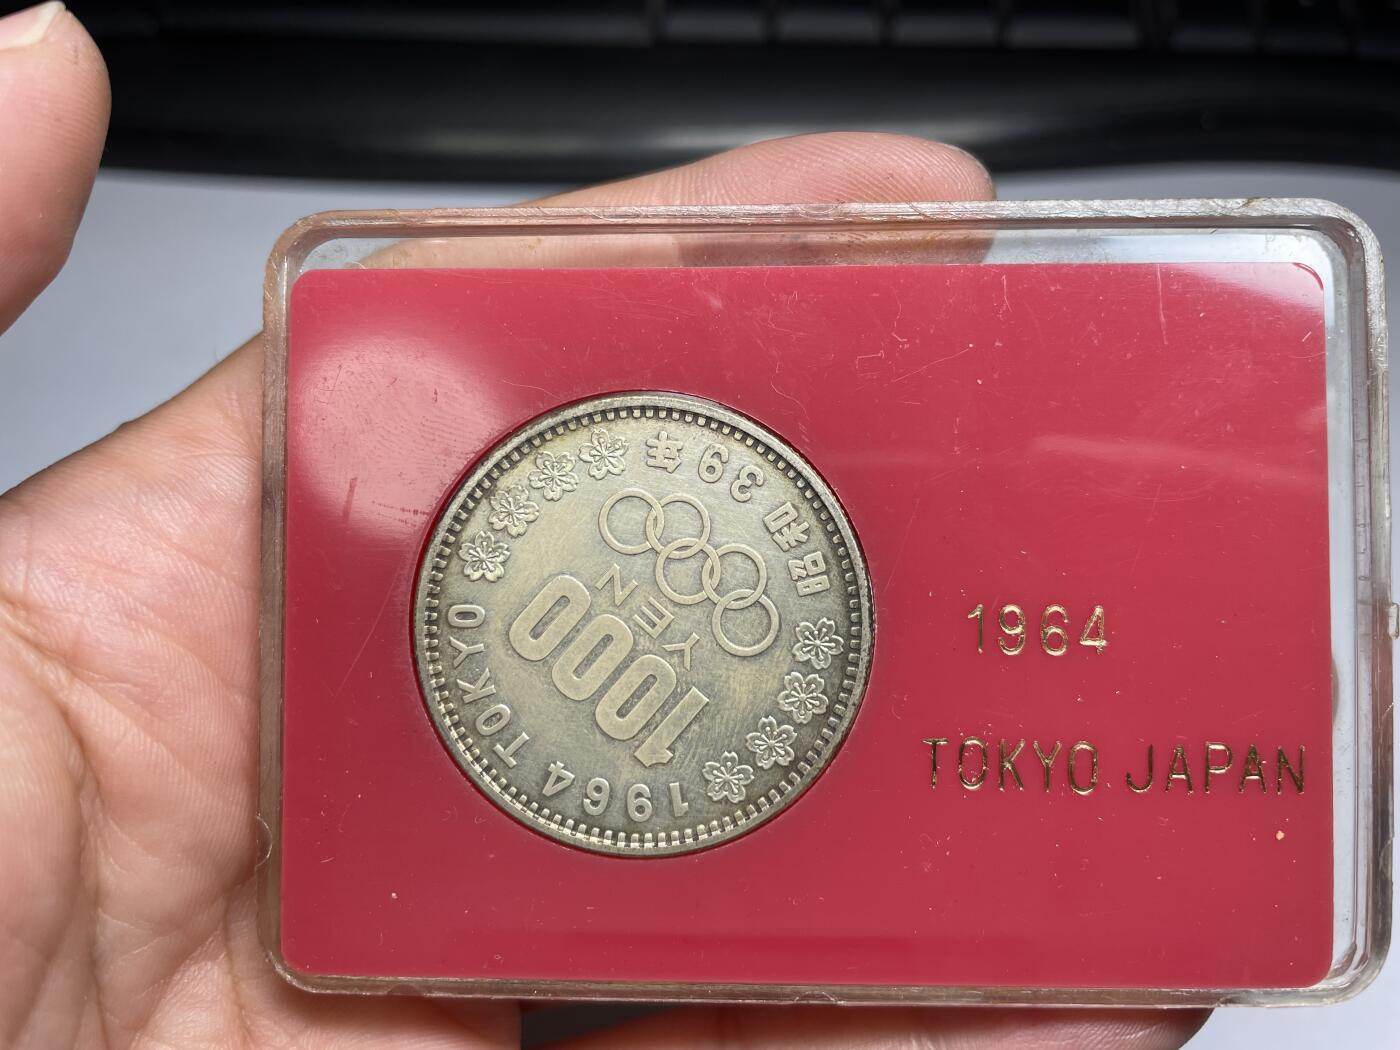 昭和39年
1000
YEN
1964 TOKYO
1964
TOKYO JAPAN